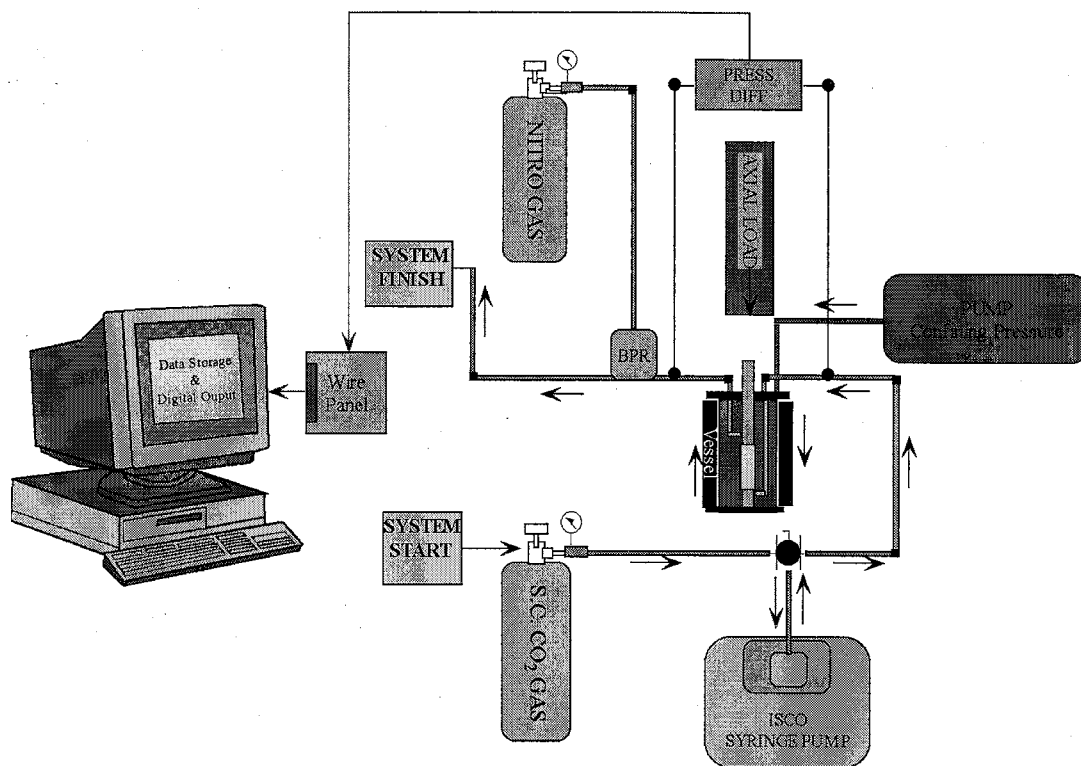 PRESS
DIFF
NITRO GAS
AXIAL LOAD
SYSTEM
FINISH
PUMP
Confining Pressure
BPR
Data Storage
&
Digital Ouput
Wire
Panel
Vessel
SYSTEM
START
S.C. CO₂ GAS
ISCO
SYRINGE PUMP